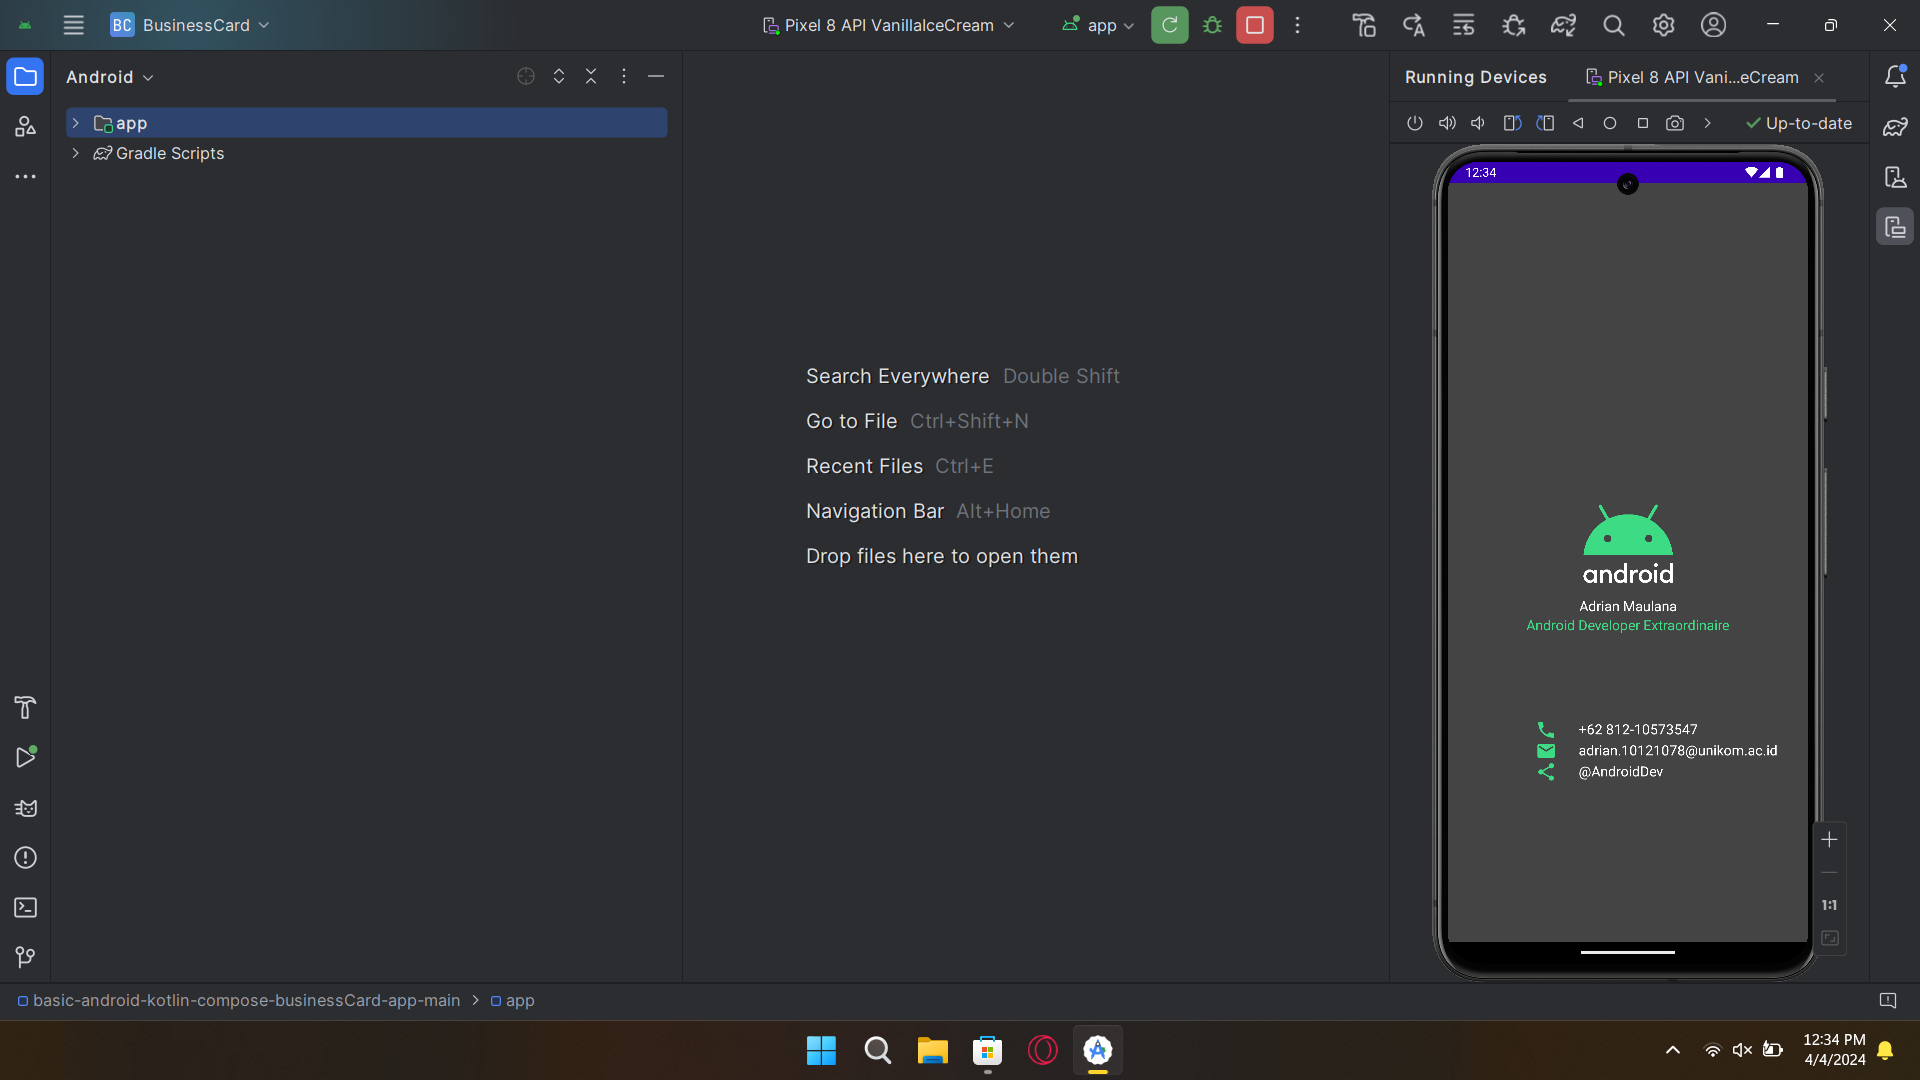 BC BusinessCard
Pixel 8 API VanillaIceCream
app
Android
app
Gradle Scripts
Search Everywhere Double Shift
Go to File Ctrl+Shift+N
Recent Files Ctrl+E
Navigation Bar Alt+Home
Drop files here to open them
Running Devices
Pixel 8 API Vani...eCream
Up-to-date
12:34
android
Adrian Maulana
Android Developer Extraordinaire
+62 812-10573547
adrian.10121078@unikom.ac.id
@AndroidDev
1:1
basic-android-kotlin-compose-businessCard-app-main > app
12:34 PM
4/4/2024